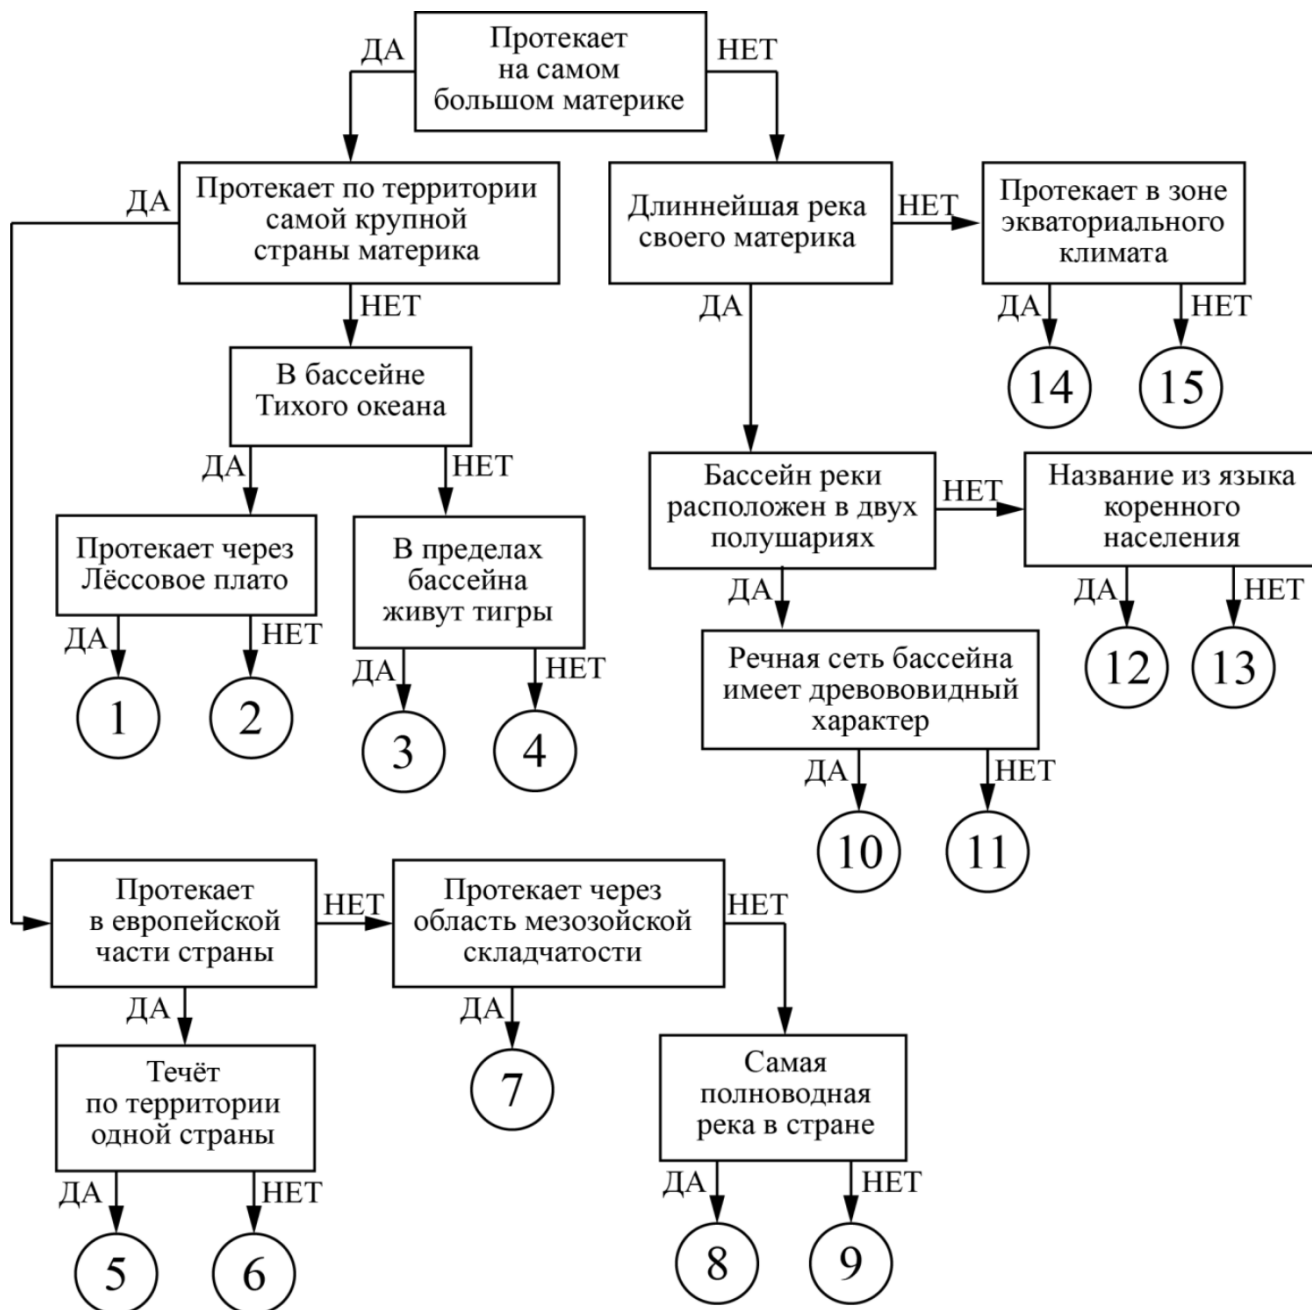 Протекает
на самом
большом материке
ДА
НЕТ
Протекает по территории
самой крупной
страны материка
ДА
НЕТ
Длиннейшая река
своего материка
НЕТ
ДА
Протекает в зоне
экваториального
климата
ДА
НЕТ
14
15
В бассейне
Тихого океана
ДА
НЕТ
Протекает через
Лёссовое плато
ДА
НЕТ
1
2
В пределах
бассейна
живут тигры
ДА
НЕТ
3
4
Бассейн реки
расположен в двух
полушариях
НЕТ
ДА
Название из языка
коренного
населения
ДА
НЕТ
12
13
Речная сеть бассейна
имеет древововидный
характер
ДА
НЕТ
10
11
Протекает
в европейской
части страны
НЕТ
ДА
Протекает через
область мезозойской
складчатости
НЕТ
ДА
7
Течёт
по территории
одной страны
ДА
НЕТ
5
6
Самая
полноводная
река в стране
ДА
НЕТ
8
9